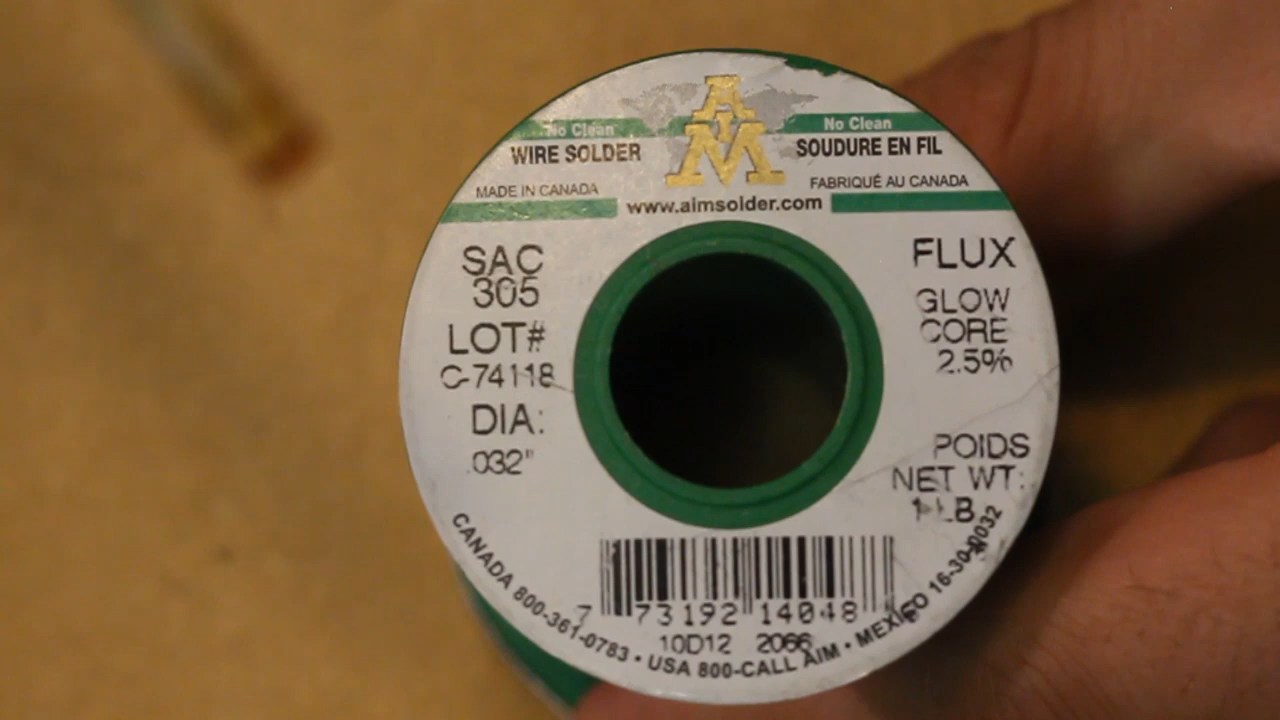 AIM
No Clean
WIRE SOLDER
MADE IN CANADA
No Clean
SOUDURE EN FIL
FABRIQUÉ AU CANADA
www.aimsolder.com
SAC
305
LOT#
C-74118
DIA:
.032"
FLUX
GLOW
CORE
2.5%
POIDS
NET WT:
1 LB
7 73192 14048
10D12 2066
CANADA 800-361-0783 • USA 800-CALL AIM • MEXICO 16-30-0032